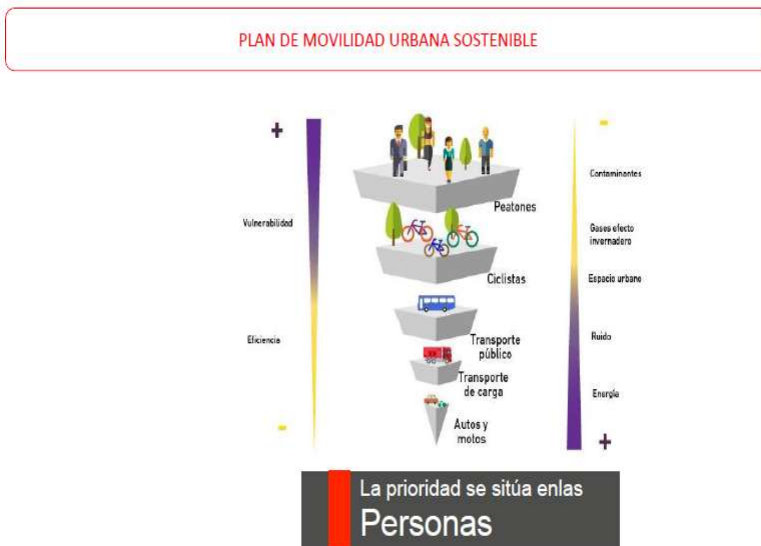 PLAN DE MOVILIDAD URBANA SOSTENIBLE
+
Vulnerabilidad
Eficiencia
-
Peatones
Ciclistas
Transporte
público
Transporte
de carga
Autos y
motos
-
Contaminantes
Gases efecto
invernadero
Espacio urbano
Ruido
Energía
+
La prioridad se sitúa enlas
Personas